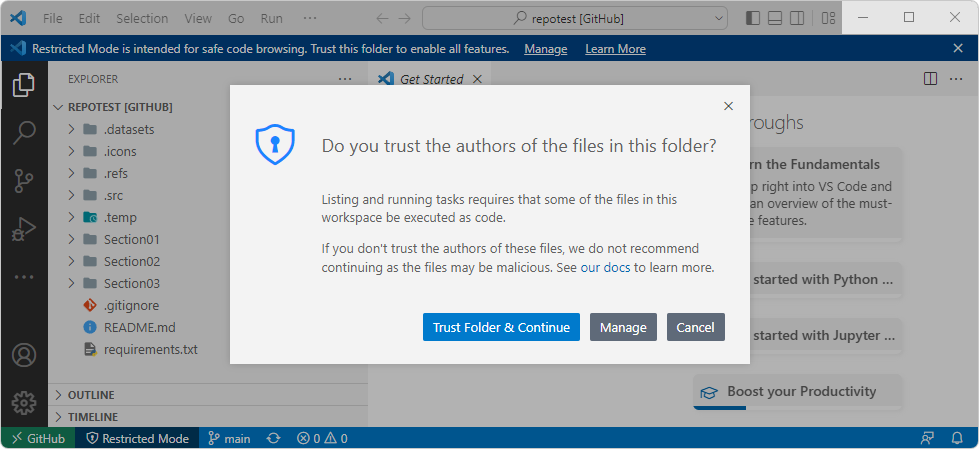 File Edit Selection View Go Run ··· repotest [GitHub]
Restricted Mode is intended for safe code browsing. Trust this folder to enable all features. Manage Learn More
EXPLORER
Get Started
REPOTEST [GITHUB]
.datasets
.icons
.refs
.src
.temp
Section01
Section02
Section03
.gitignore
README.md
requirements.txt
OUTLINE
TIMELINE
Do you trust the authors of the files in this folder?
Listing and running tasks requires that some of the files in this
workspace be executed as code.
If you don't trust the authors of these files, we do not recommend
continuing as the files may be malicious. See our docs to learn more.
Trust Folder & Continue Manage Cancel
roughs
rn the Fundamentals
p right into VS Code and
an overview of the must-
e features.
started with Python ...
started with Jupyter ...
Boost your Productivity
GitHub Restricted Mode main 0 0